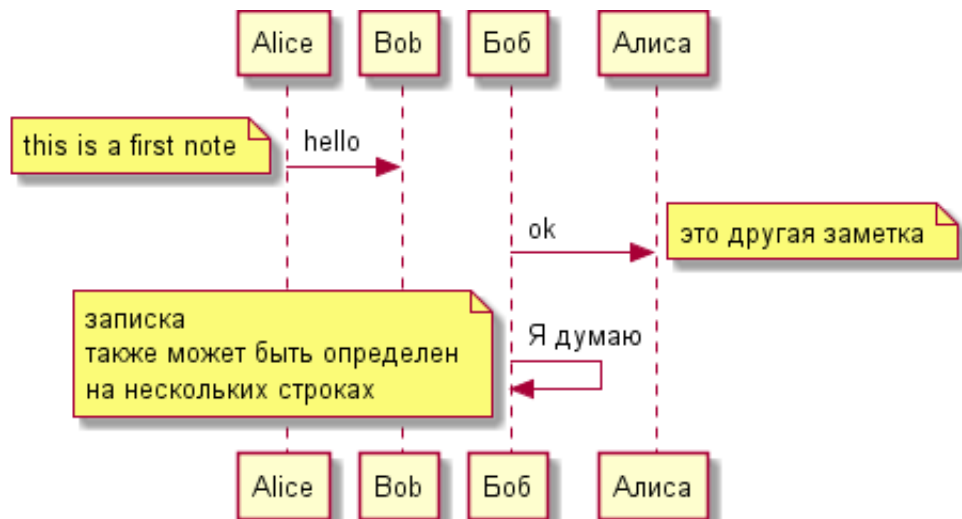 Alice
Bob
Боб
Алиса
this is a first note
hello
ok
это другая заметка
записка
также может быть определен
на нескольких строках
Я думаю
Alice
Bob
Боб
Алиса